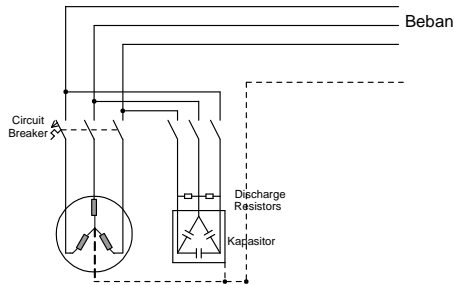 Beban
Circuit
Breaker
Discharge
Resistors
Kapasitor